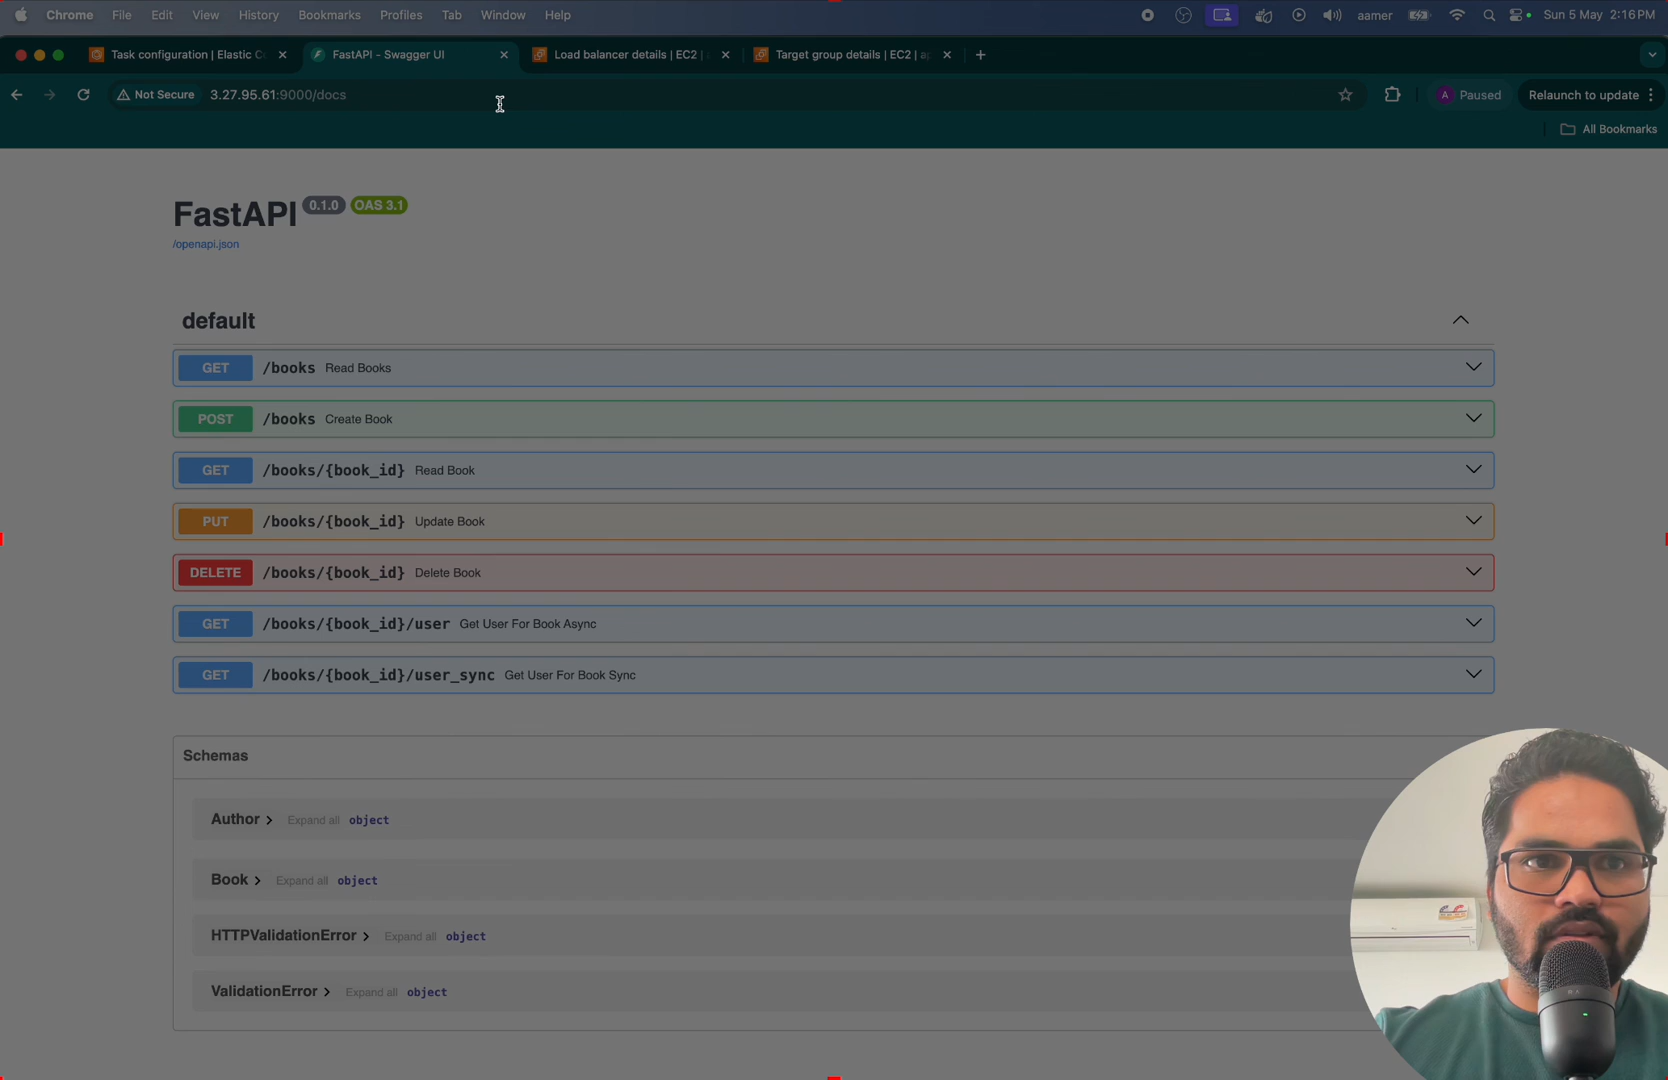 Chrome File Edit View History Bookmarks Profiles Tab Window Help aamer Sun 5 May 2:16 PM
Task configuration | Elastic Co FastAPI - Swagger UI Load balancer details | EC2 | Target group details | EC2 | ap
Not Secure 3.27.95.61:9000/docs A Paused Relaunch to update
All Bookmarks
FastAPI 0.1.0 OAS 3.1
/openapi.json
default
GET /books Read Books
POST /books Create Book
GET /books/{book_id} Read Book
PUT /books/{book_id} Update Book
DELETE /books/{book_id} Delete Book
GET /books/{book_id}/user Get User For Book Async
GET /books/{book_id}/user_sync Get User For Book Sync
Schemas
Author Expand all object
Book Expand all object
HTTPValidationError Expand all object
ValidationError Expand all object